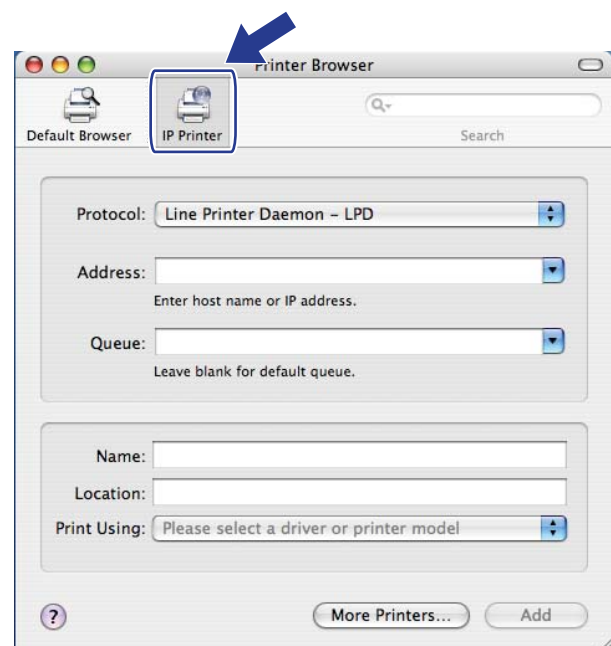 Printer Browser
Default Browser
IP Printer
Search
Protocol: Line Printer Daemon – LPD
Address:
Enter host name or IP address.
Queue:
Leave blank for default queue.
Name:
Location:
Print Using: Please select a driver or printer model
?
More Printers... Add